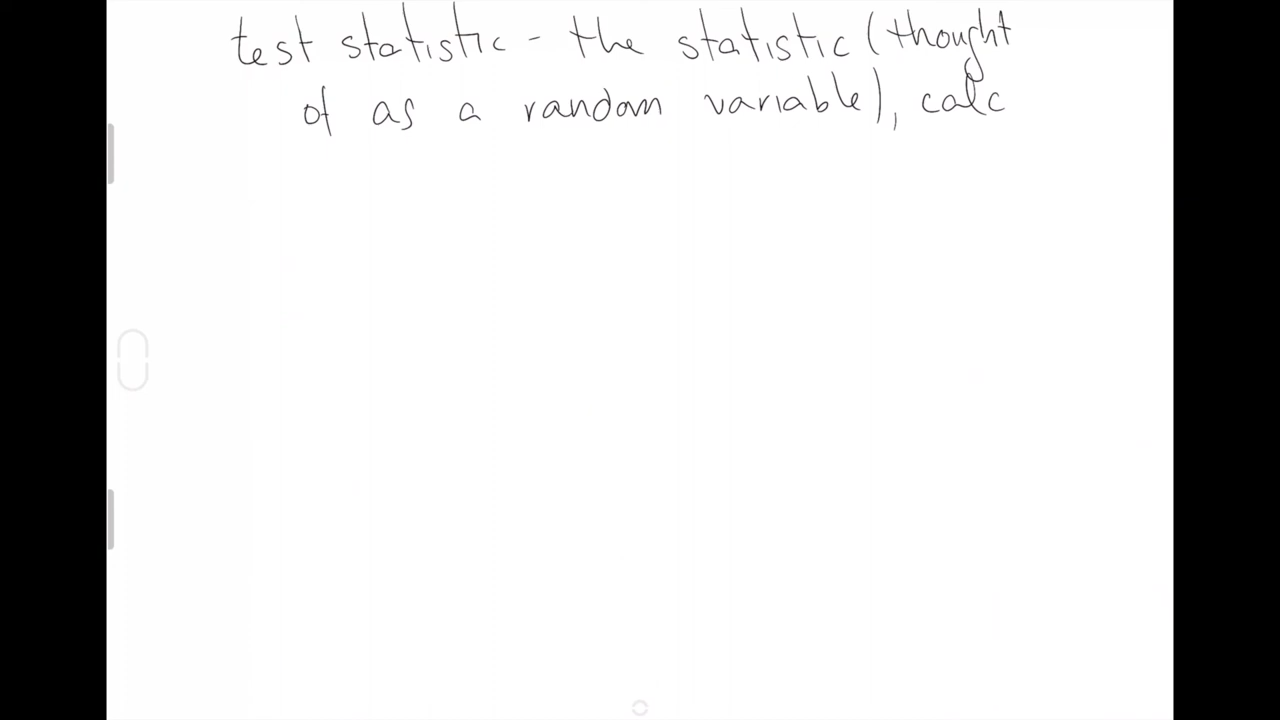 test statistic - the statistic (thought
of as a random variable), calc